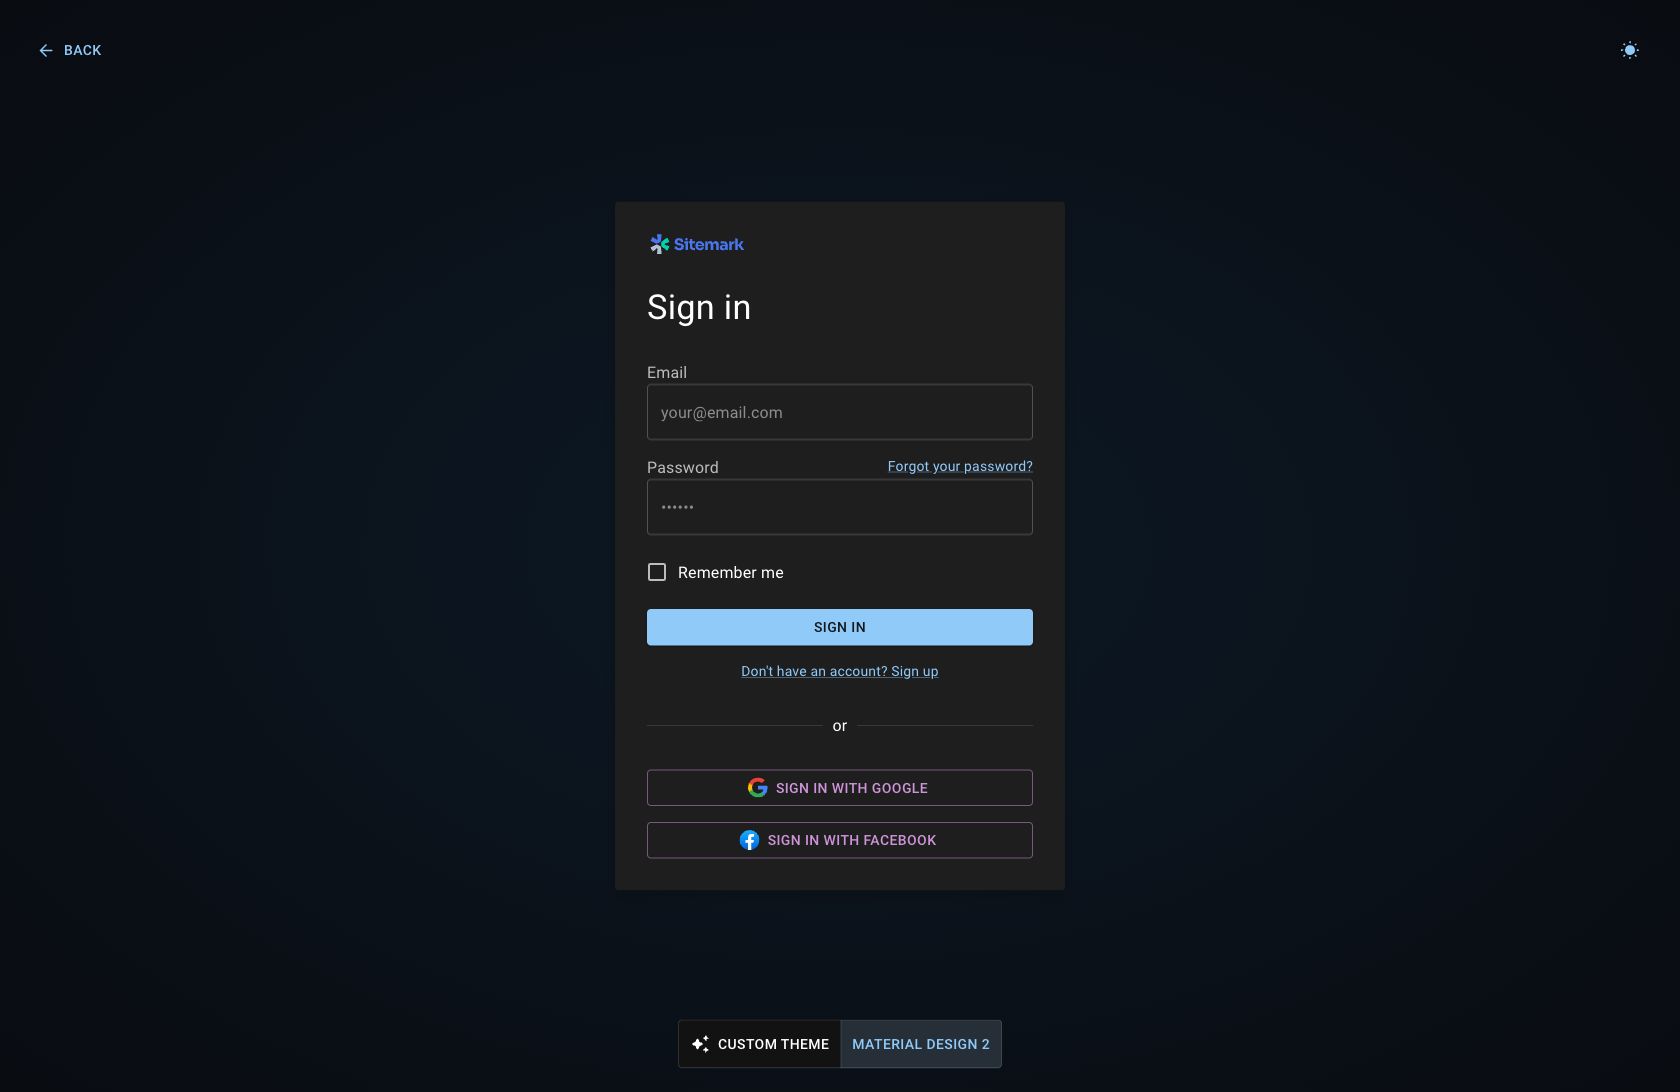 BACK
Sitemark
Sign in
Email
your@email.com
Password Forgot your password?
••••••
Remember me
SIGN IN
Don't have an account? Sign up
or
SIGN IN WITH GOOGLE
SIGN IN WITH FACEBOOK
CUSTOM THEME MATERIAL DESIGN 2